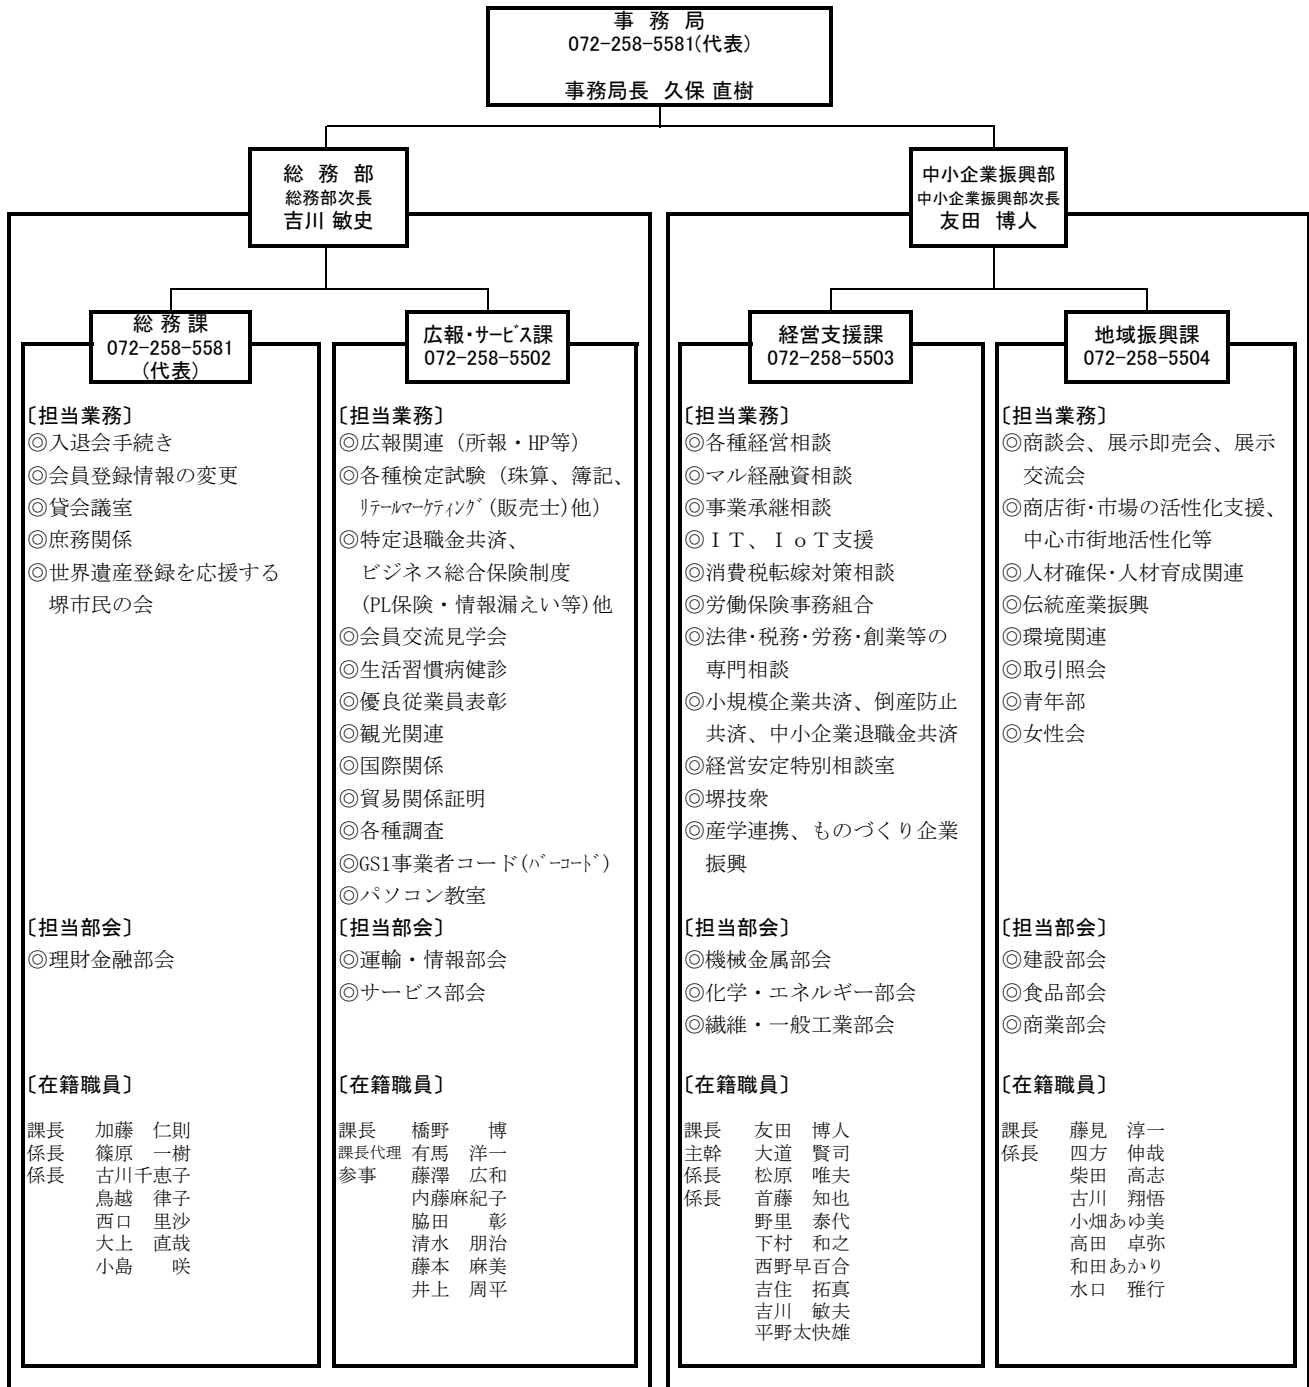 事 務 局
072-258-5581(代表)
事務局長 久保 直樹
総 務 部
総務部次長
吉川 敏史
中小企業振興部
中小企業振興部次長
友田 博人
総 務 課
072-258-5581
(代表)
〔担当業務〕
◎入退会手続き
◎会員登録情報の変更
◎貸会議室
◎庶務関係
◎世界遺産登録を応援する
堺市民の会
〔担当部会〕
◎理財金融部会
〔在籍職員〕
課長 加藤 仁則
係長 篠原 一樹
係長 古川千恵子
鳥越 律子
西口 里沙
大上 直哉
小島 咲
広報・サービス課
072-258-5502
〔担当業務〕
◎広報関連（所報・HP等）
◎各種検定試験（珠算、簿記、
ﾘﾃｰﾙﾏｰｹﾃｨﾝｸﾞ(販売士)他）
◎特定退職金共済、
ビジネス総合保険制度
(PL保険・情報漏えい等)他
◎会員交流見学会
◎生活習慣病健診
◎優良従業員表彰
◎観光関連
◎国際関係
◎貿易関係証明
◎各種調査
◎GS1事業者コード(ﾊﾞｰｺｰﾄﾞ)
◎パソコン教室
〔担当部会〕
◎運輸・情報部会
◎サービス部会
〔在籍職員〕
課長 橋野 博
課長代理 有馬 洋一
参事 藤澤 広和
内藤麻紀子
脇田 彰
清水 朋治
藤本 麻美
井上 周平
経営支援課
072-258-5503
〔担当業務〕
◎各種経営相談
◎マル経融資相談
◎事業承継相談
◎ＩＴ、ＩｏＴ支援
◎消費税転嫁対策相談
◎労働保険事務組合
◎法律・税務・労務・創業等の
専門相談
◎小規模企業共済、倒産防止
共済、中小企業退職金共済
◎経営安定特別相談室
◎堺技衆
◎産学連携、ものづくり企業
振興
〔担当部会〕
◎機械金属部会
◎化学・エネルギー部会
◎繊維・一般工業部会
〔在籍職員〕
課長 友田 博人
主幹 大道 賢司
係長 松原 唯夫
係長 首藤 知也
野里 泰代
下村 和之
西野早百合
吉住 拓真
吉川 敏夫
平野太快雄
地域振興課
072-258-5504
〔担当業務〕
◎商談会、展示即売会、展示
交流会
◎商店街・市場の活性化支援、
中心市街地活性化等
◎人材確保・人材育成関連
◎伝統産業振興
◎環境関連
◎取引照会
◎青年部
◎女性会
〔担当部会〕
◎建設部会
◎食品部会
◎商業部会
〔在籍職員〕
課長 藤見 淳一
係長 四方 伸哉
柴田 高志
古川 翔悟
小畑あゆ美
高田 卓弥
和田あかり
水口 雅行